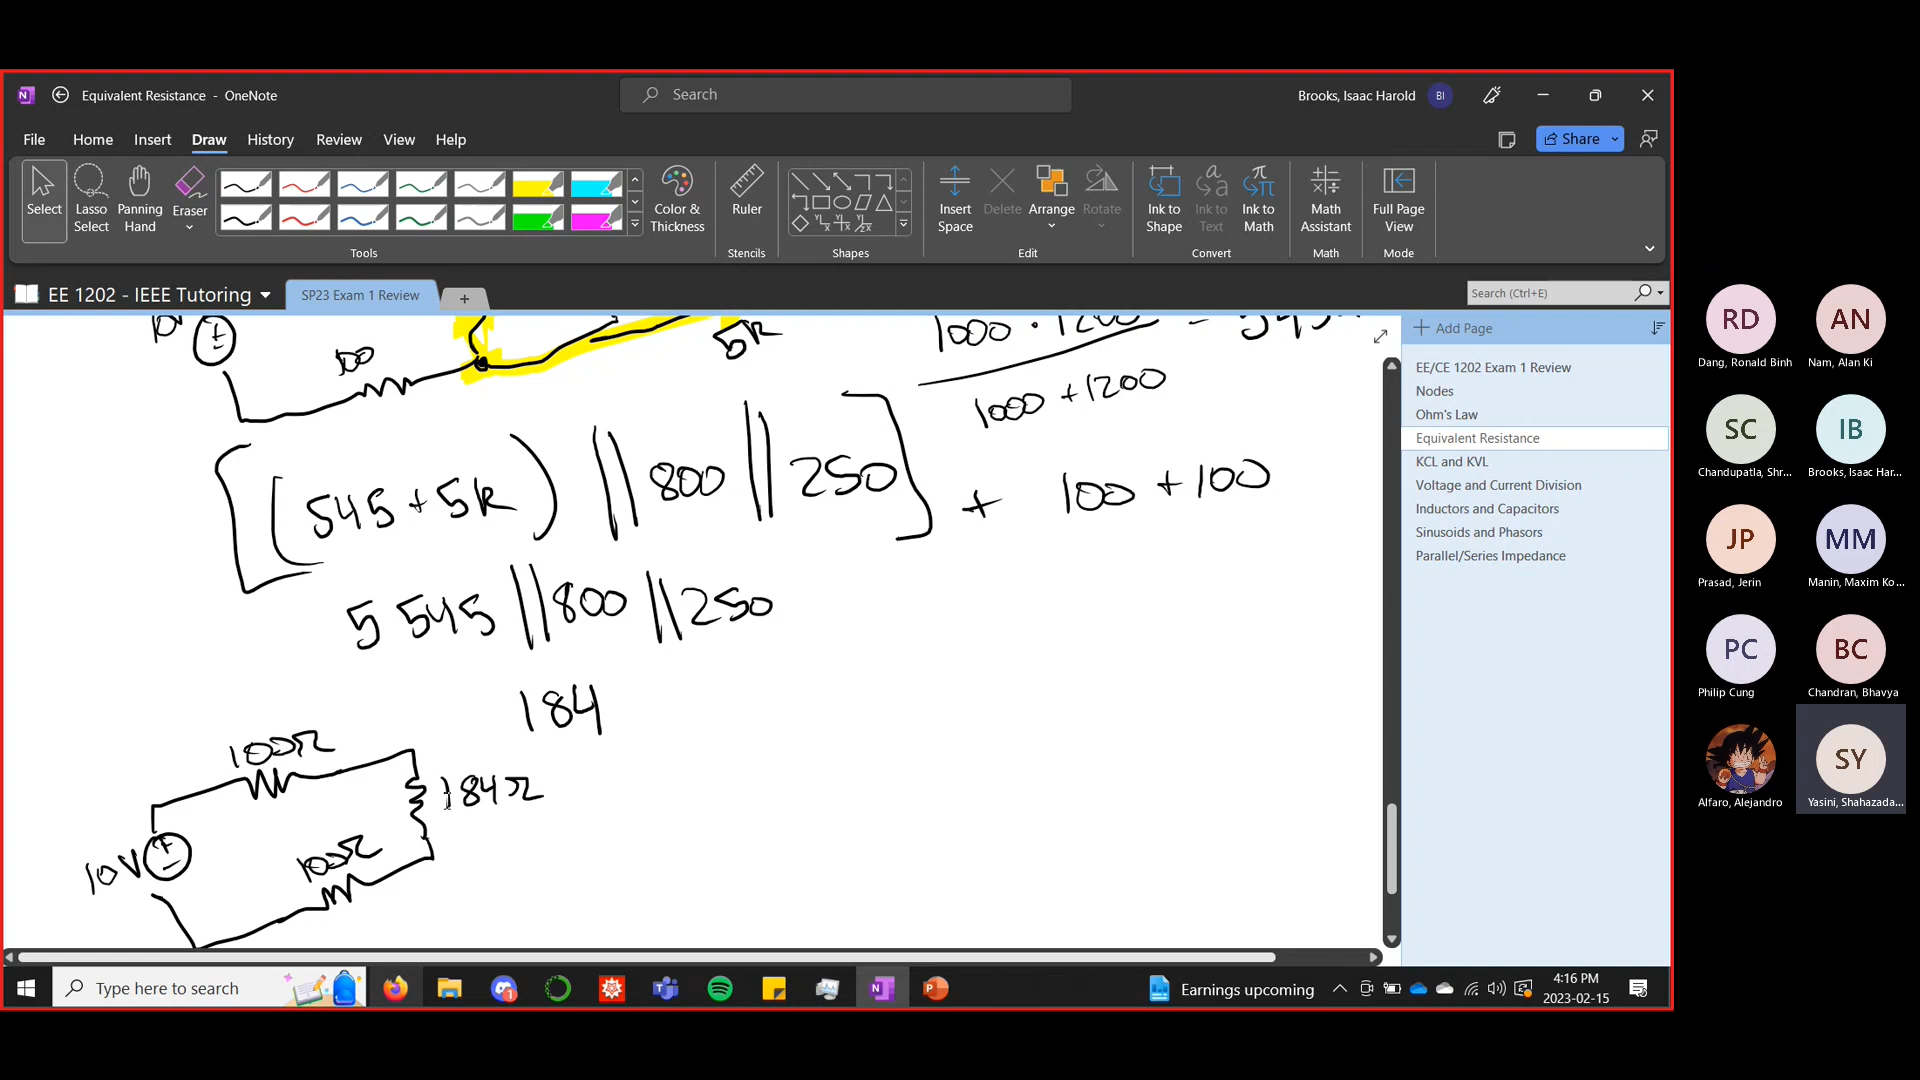 Equivalent Resistance - OneNote
Search
Brooks, Isaac Harold
BI
File Home Insert Draw History Review View Help
Share
Select
Lasso Select
Panning Hand
Eraser
Color & Thickness
Ruler
Insert Space
Delete
Arrange
Rotate
Ink to Shape
Ink to Text
Ink to Math
Math Assistant
Full Page View
Tools
Stencils
Shapes
Edit
Convert
Math
Mode
EE 1202 - IEEE Tutoring
SP23 Exam 1 Review
Search (Ctrl+E)
Add Page
EE/CE 1202 Exam 1 Review
Nodes
Ohm's Law
Equivalent Resistance
KCL and KVL
Voltage and Current Division
Inductors and Capacitors
Sinusoids and Phasors
Parallel/Series Impedance
100
5k
1000 · 1200
1000 + 1200
[(545 + 5k) || 800 || 250] + 100 + 100
5545 || 800 || 250
184
100Ω
184Ω
10V
100Ω
RD
Dang, Ronald Binh
AN
Nam, Alan Ki
SC
Chandupatla, Shr...
IB
Brooks, Isaac Har...
JP
Prasad, Jerin
MM
Manin, Maxim Ko...
PC
Philip Cung
BC
Chandran, Bhavya
Alfaro, Alejandro
SY
Yasini, Shahazada...
Type here to search
Earnings upcoming
4:16 PM
2023-02-15